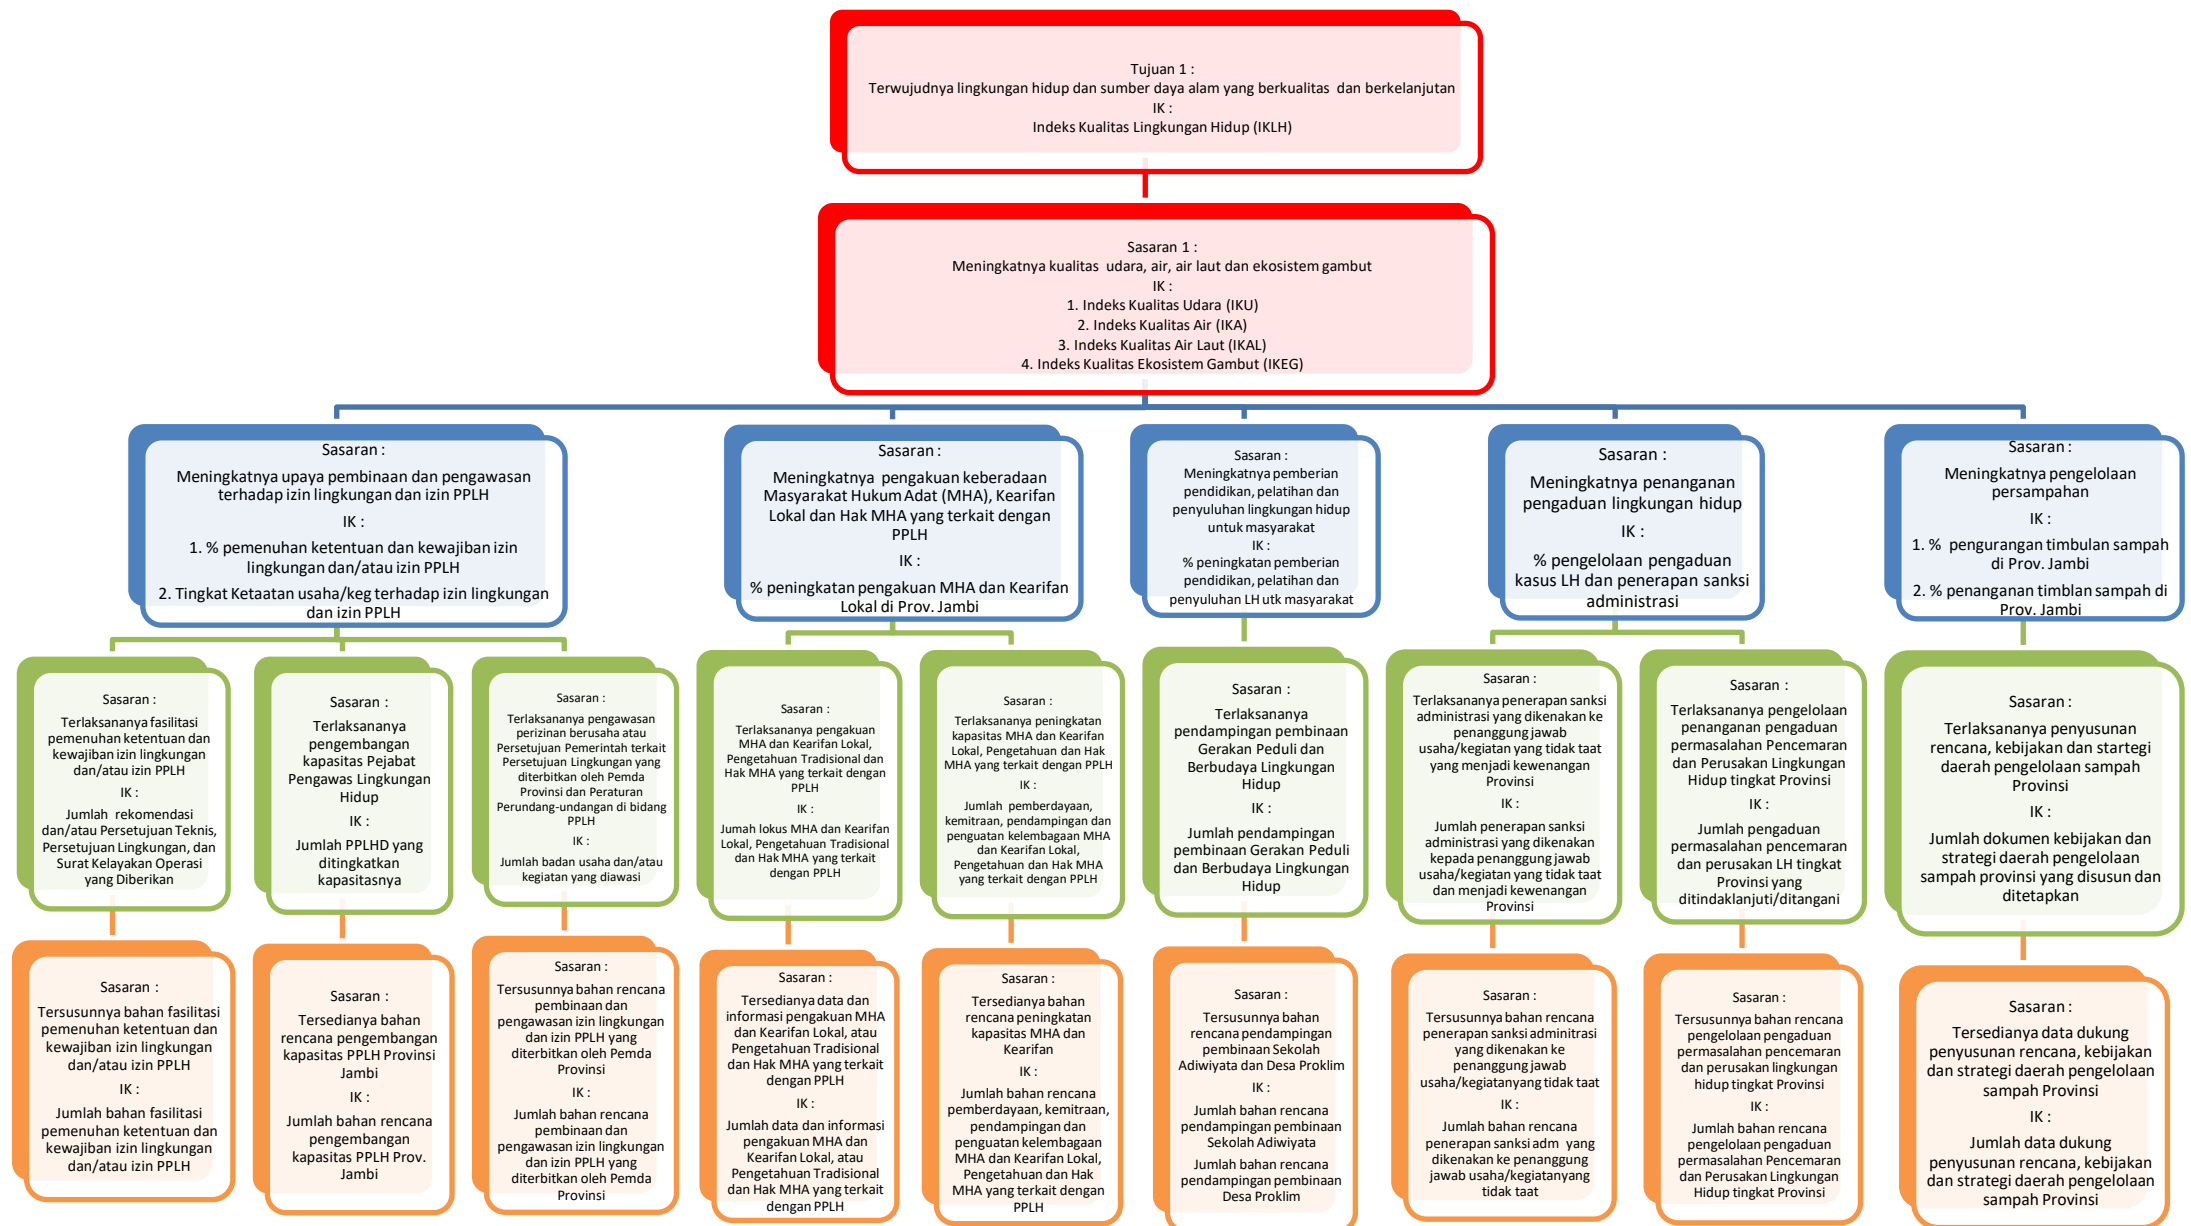 Tujuan 1 :
Terwujudnya lingkungan hidup dan sumber daya alam yang berkualitas dan berkelanjutan
IK :
Indeks Kualitas Lingkungan Hidup (IKLH)
Sasaran 1 :
Meningkatnya kualitas udara, air, air laut dan ekosistem gambut
IK :
1. Indeks Kualitas Udara (IKU)
2. Indeks Kualitas Air (IKA)
3. Indeks Kualitas Air Laut (IKAL)
4. Indeks Kualitas Ekosistem Gambut (IKEG)
Sasaran :
Meningkatnya upaya pembinaan dan pengawasan
terhadap izin lingkungan dan izin PPLH
IK :
1. % pemenuhan ketentuan dan kewajiban izin
lingkungan dan/atau izin PPLH
2. Tingkat Ketaatan usaha/keg terhadap izin lingkungan
dan izin PPLH
Sasaran :
Meningkatnya pengakuan keberadaan
Masyarakat Hukum Adat (MHA), Kearifan
Lokal dan Hak MHA yang terkait dengan
PPLH
IK :
% peningkatan pengakuan MHA dan Kearifan
Lokal di Prov. Jambi
Sasaran :
Meningkatnya pemberian
pendidikan, pelatihan dan
penyuluhan lingkungan hidup
untuk masyarakat
IK :
% peningkatan pemberian
pendidikan, pelatihan dan
penyuluhan LH utk masyarakat
Sasaran :
Meningkatnya penanganan
pengaduan lingkungan hidup
IK :
% pengelolaan pengaduan
kasus LH dan penerapan sanksi
administrasi
Sasaran :
Meningkatnya pengelolaan
persampahan
IK :
1. % pengurangan timbulan sampah
di Prov. Jambi
2. % penanganan timblan sampah di
Prov. Jambi
Sasaran :
Terlaksananya fasilitasi
pemenuhan ketentuan dan
kewajiban izin lingkungan
dan/atau izin PPLH
IK :
Jumlah rekomendasi
dan/atau Persetujuan Teknis,
Persetujuan Lingkungan, dan
Surat Kelayakan Operasi
yang Diberikan
Sasaran :
Terlaksananya
pengembangan
kapasitas Pejabat
Pengawas Lingkungan
Hidup
IK :
Jumlah PPLHD yang
ditingkatkan
kapasitasnya
Sasaran :
Terlaksananya pengawasan
perizinan berusaha atau
Persetujuan Pemerintah terkait
Persetujuan Lingkungan yang
diterbitkan oleh Pemda
Provinsi dan Peraturan
Perundang-undangan di bidang
PPLH
IK :
Jumlah badan usaha dan/atau
kegiatan yang diawasi
Sasaran :
Terlaksananya pengakuan
MHA dan Kearifan Lokal,
Pengetahuan Tradisional dan
Hak MHA yang terkait dengan
PPLH
IK :
Jumah lokus MHA dan Kearifan
Lokal, Pengetahuan Tradisional
dan Hak MHA yang terkait
dengan PPLH
Sasaran :
Terlaksananya peningkatan
kapasitas MHA dan Kearifan
Lokal, Pengetahuan dan Hak
MHA yang terkait dengan PPLH
IK :
Jumlah pemberdayaan,
kemitraan, pendampingan dan
penguatan kelembagaan MHA
dan Kearifan Lokal,
Pengetahuan dan Hak MHA
yang terkait dengan PPLH
Sasaran :
Terlaksananya
pendampingan pembinaan
Gerakan Peduli dan
Berbudaya Lingkungan
Hidup
IK :
Jumlah pendampingan
pembinaan Gerakan Peduli
dan Berbudaya Lingkungan
Hidup
Sasaran :
Terlaksananya penerapan sanksi
administrasi yang dikenakan ke
penanggung jawab
usaha/kegiatan yang tidak taat
yang menjadi kewenangan
Provinsi
IK :
Jumlah penerapan sanksi
administrasi yang dikenakan
kepada penanggung jawab
usaha/kegiatan yang tidak taat
dan menjadi kewenangan
Provinsi
Sasaran :
Terlaksananya pengelolaan
penanganan pengaduan
permasalahan Pencemaran
dan Perusakan Lingkungan
Hidup tingkat Provinsi
IK :
Jumlah pengaduan
permasalahan pencemaran
dan perusakan LH tingkat
Provinsi yang
ditindaklanjuti/ditangani
Sasaran :
Terlaksananya penyusunan
rencana, kebijakan dan startegi
daerah pengelolaan sampah
Provinsi
IK :
Jumlah dokumen kebijakan dan
strategi daerah pengelolaan
sampah provinsi yang disusun dan
ditetapkan
Sasaran :
Tersusunnya bahan fasilitasi
pemenuhan ketentuan dan
kewajiban izin lingkungan
dan/atau izin PPLH
IK :
Jumlah bahan fasilitasi
pemenuhan ketentuan dan
kewajiban izin lingkungan
dan/atau izin PPLH
Sasaran :
Tersedianya bahan
rencana pengembangan
kapasitas PPLH Provinsi
Jambi
IK :
Jumlah bahan rencana
pengembangan
kapasitas PPLH Prov.
Jambi
Sasaran :
Tersusunnya bahan rencana
pembinaan dan
pengawasan izin lingkungan
dan izin PPLH yang
diterbitkan oleh Pemda
Provinsi
IK :
Jumlah bahan rencana
pembinaan dan
pengawasan izin lingkungan
dan izin PPLH yang
diterbitkan oleh Pemda
Provinsi
Sasaran :
Tersedianya data dan
informasi pengakuan MHA
dan Kearifan Lokal, atau
Pengetahuan Tradisional
dan Hak MHA yang terkait
dengan PPLH
IK :
Jumlah data dan informasi
pengakuan MHA dan
Kearifan Lokal, atau
Pengetahuan Tradisional
dan Hak MHA yang terkait
dengan PPLH
Sasaran :
Tersedianya bahan
rencana peningkatan
kapasitas MHA dan
Kearifan
IK :
Jumlah bahan rencana
pemberdayaan, kemitraan,
pendampingan dan
penguatan kelembagaan
MHA dan Kearifan Lokal,
Pengetahuan dan Hak
MHA yang terkait dengan
PPLH
Sasaran :
Tersusunnya bahan
rencana pendampingan
pembinaan Sekolah
Adiwiyata dan Desa Proklim
IK :
Jumlah bahan rencana
pendampingan pembinaan
Sekolah Adiwiyata
Jumlah bahan rencana
pendampingan pembinaan
Desa Proklim
Sasaran :
Tersusunnya bahan rencana
penerapan sanksi adminitrasi
yang dikenakan ke
penanggung jawab
usaha/kegiatanyang tidak taat
IK :
Jumlah bahan rencana
penerapan sanksi adm yang
dikenakan ke penanggung
jawab usaha/kegiatanyang
tidak taat
Sasaran :
Tersusunnya bahan rencana
pengelolaan pengaduan
permasalahan pencemaran
dan perusakan lingkungan
hidup tingkat Provinsi
IK :
Jumlah bahan rencana
pengelolaan pengaduan
permasalahan Pencemaran
dan Perusakan Lingkungan
Hidup tingkat Provinsi
Sasaran :
Tersedianya data dukung
penyusunan rencana, kebijakan
dan strategi daerah pengelolaan
sampah Provinsi
IK :
Jumlah data dukung
penyusunan rencana, kebijakan
dan strategi daerah pengelolaan
sampah Provinsi